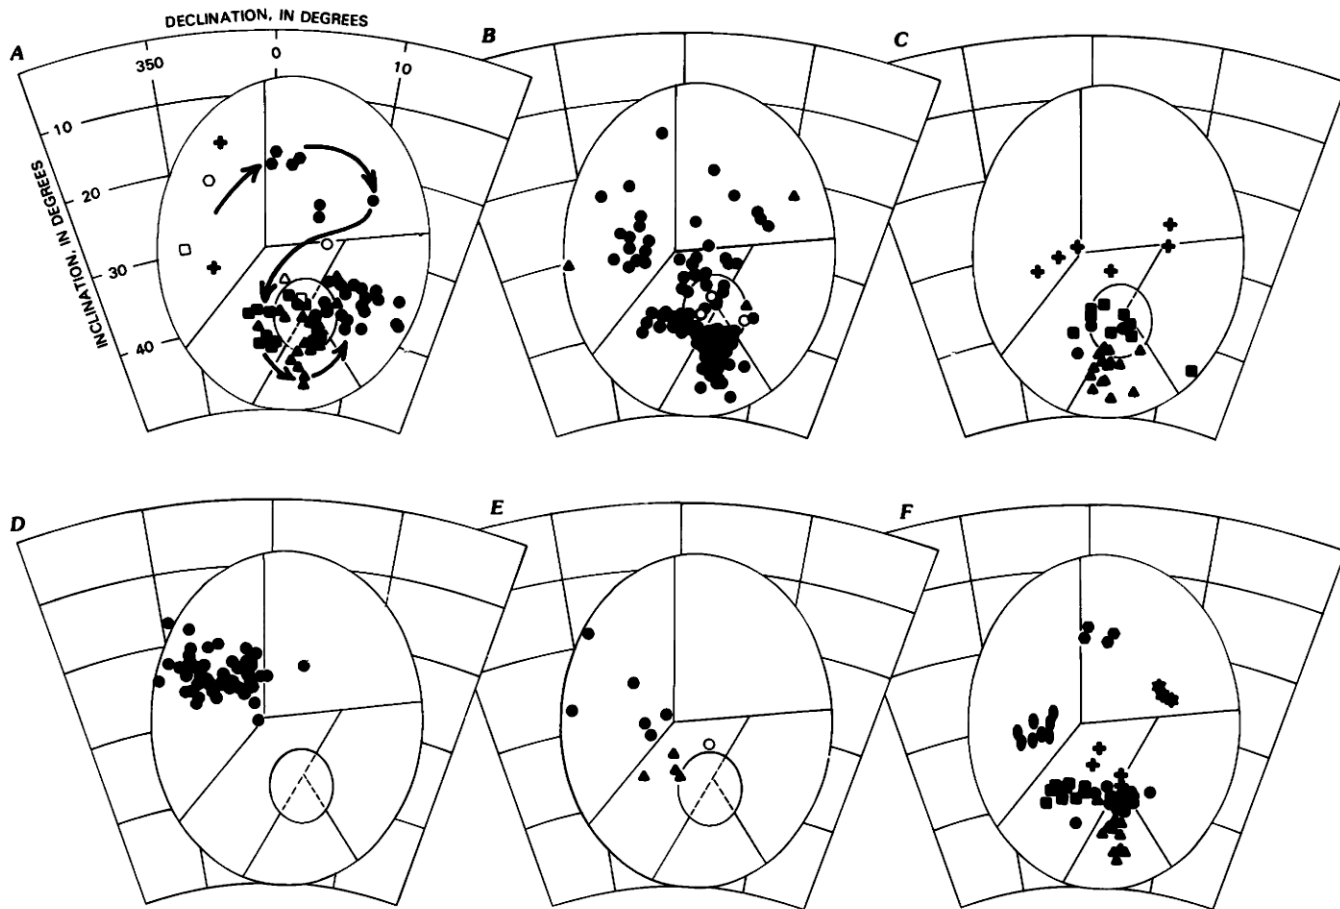 DECLINATION, IN DEGREES
A
B
C
350
0
10
10
20
30
40
INCLINATION, IN DEGREES
D
E
F